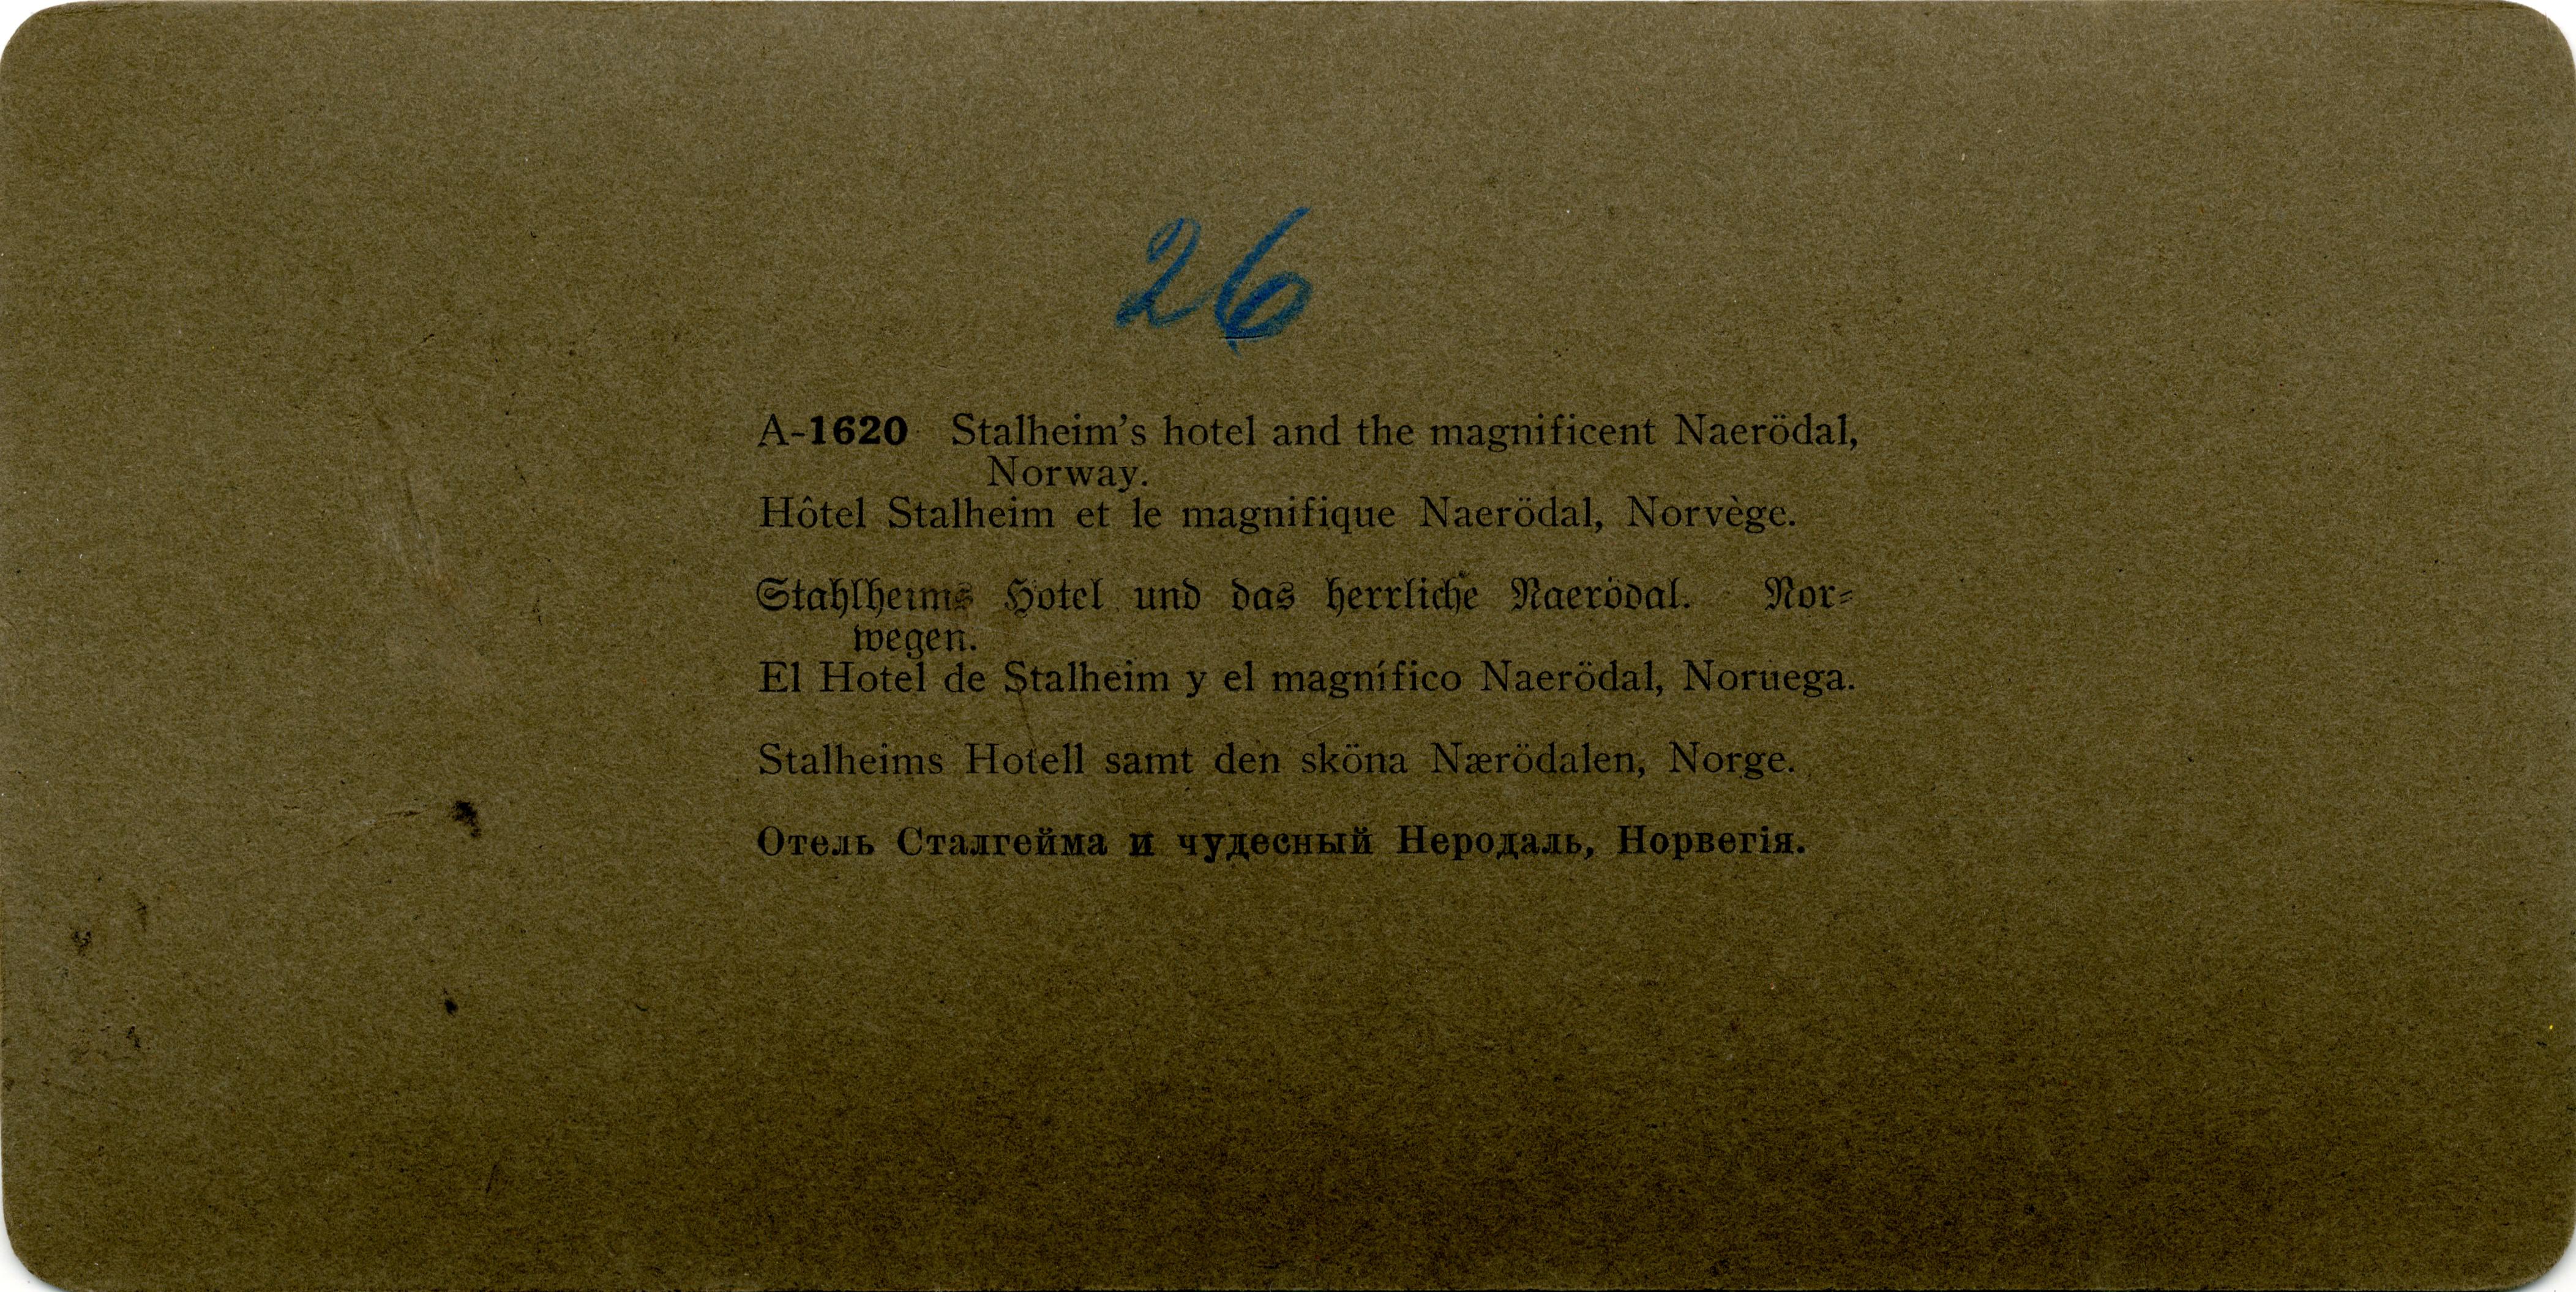 26
A-1620 Stalheim's hotel and the magnificent Naerödal,
Norway.
Hôtel Stalheim et le magnifique Naerödal, Norvège.
Stahlheims Hotel und das herrliche Naerödal. Nor-
wegen.
El Hotel de Stalheim y el magnífico Naerödal, Noruega.
Stalheims Hotell samt den sköna Nærödalen, Norge.
Отель Сталгейма и чудесный Неродаль, Норвегія.